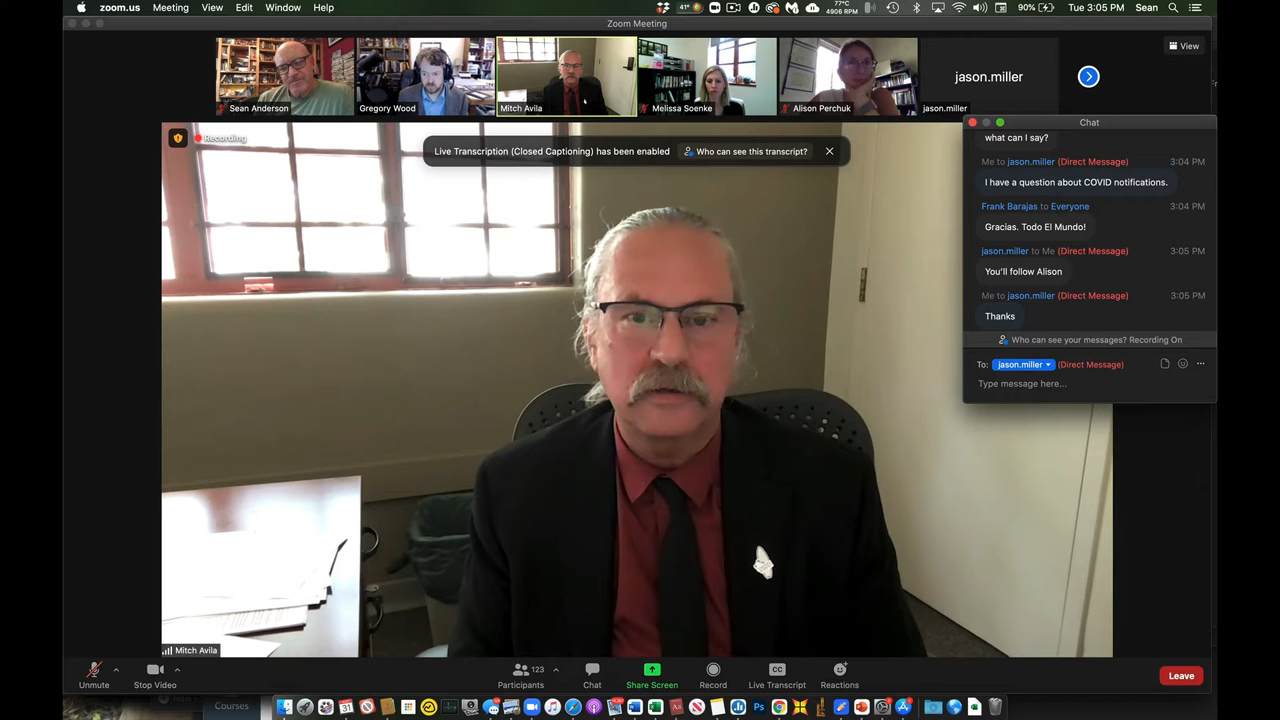 zoom.us Meeting View Edit Window Help
41° 77°C 4906 RPM 90% Tue 3:05 PM Sean
Zoom Meeting
View
Sean Anderson
Gregory Wood
Mitch Avila
Melissa Soenke
Alison Perchuk
jason.miller
jason.miller
Recording
Live Transcription (Closed Captioning) has been enabled Who can see this transcript?
Chat
what can I say?
Me to jason.miller (Direct Message) 3:04 PM
I have a question about COVID notifications.
Frank Barajas to Everyone 3:04 PM
Gracias. Todo El Mundo!
jason.miller to Me (Direct Message) 3:05 PM
You'll follow Alison
Me to jason.miller (Direct Message) 3:05 PM
Thanks
Who can see your messages? Recording On
To: jason.miller (Direct Message)
Type message here...
Mitch Avila
Unmute
Stop Video
123
Participants
Chat
Share Screen
Record
CC
Live Transcript
Reactions
Leave
Courses